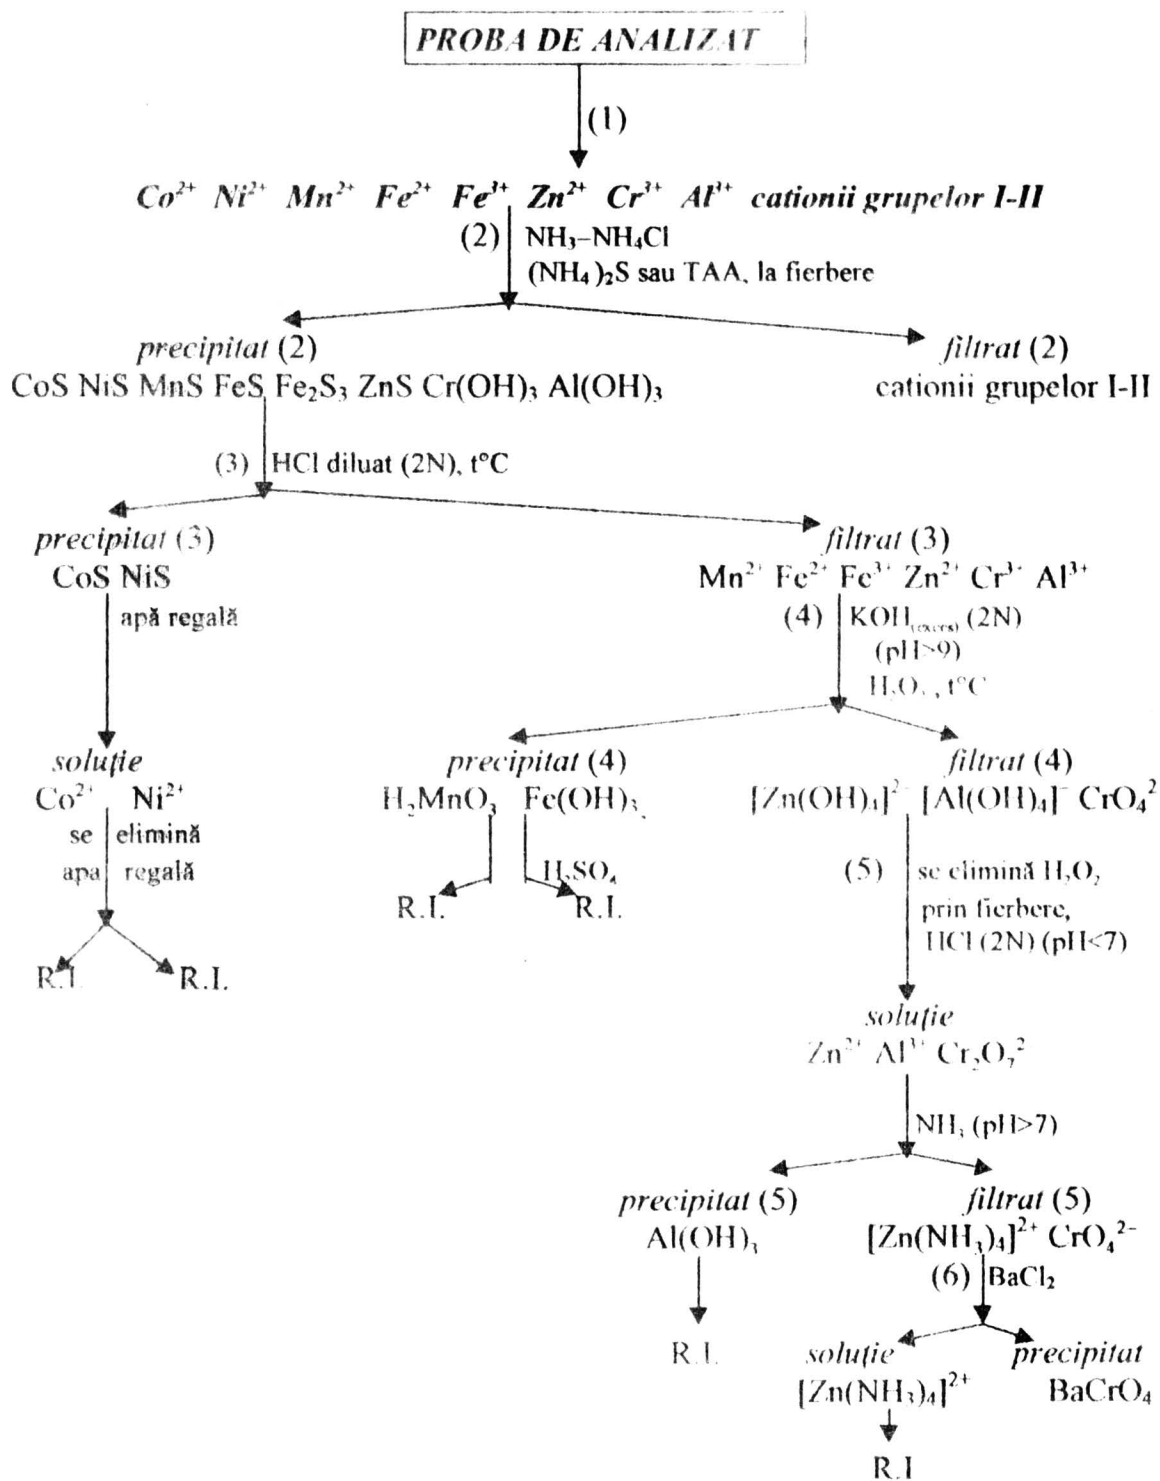 PROBA DE ANALIZAT
(1)
Co²⁺ Ni²⁺ Mn²⁺ Fe²⁺ Fe³⁺ Zn²⁺ Cr³⁺ Al³⁺ cationii grupelor I-II
(2) NH₃–NH₄Cl
(NH₄)₂S sau TAA, la fierbere
precipitat (2)
CoS NiS MnS FeS Fe₂S₃ ZnS Cr(OH)₃ Al(OH)₃
filtrat (2)
cationii grupelor I-II
(3) HCl diluat (2N), t°C
precipitat (3)
CoS NiS
apă regală
filtrat (3)
Mn²⁺ Fe²⁺ Fe³⁺ Zn²⁺ Cr³⁺ Al³⁺
(4) KOH(exces) (2N)
(pH>9)
H₂O₂, t°C
soluție
Co²⁺ Ni²⁺
se elimină
apa regală
R.I. R.I.
precipitat (4)
H₂MnO₃ Fe(OH)₃
H₂SO₄
R.I. R.I.
filtrat (4)
[Zn(OH)₄]²⁻ [Al(OH)₄]⁻ CrO₄²
(5) se elimină H₂O₂
prin fierbere,
HCl (2N) (pH<7)
soluție
Zn²⁺ Al³⁺ Cr₂O₇²
NH₃ (pH>7)
precipitat (5)
Al(OH)₃
R.I.
filtrat (5)
[Zn(NH₃)₄]²⁺ CrO₄²⁻
(6) BaCl₂
soluție
[Zn(NH₃)₄]²⁺
R.I
precipitat
BaCrO₄